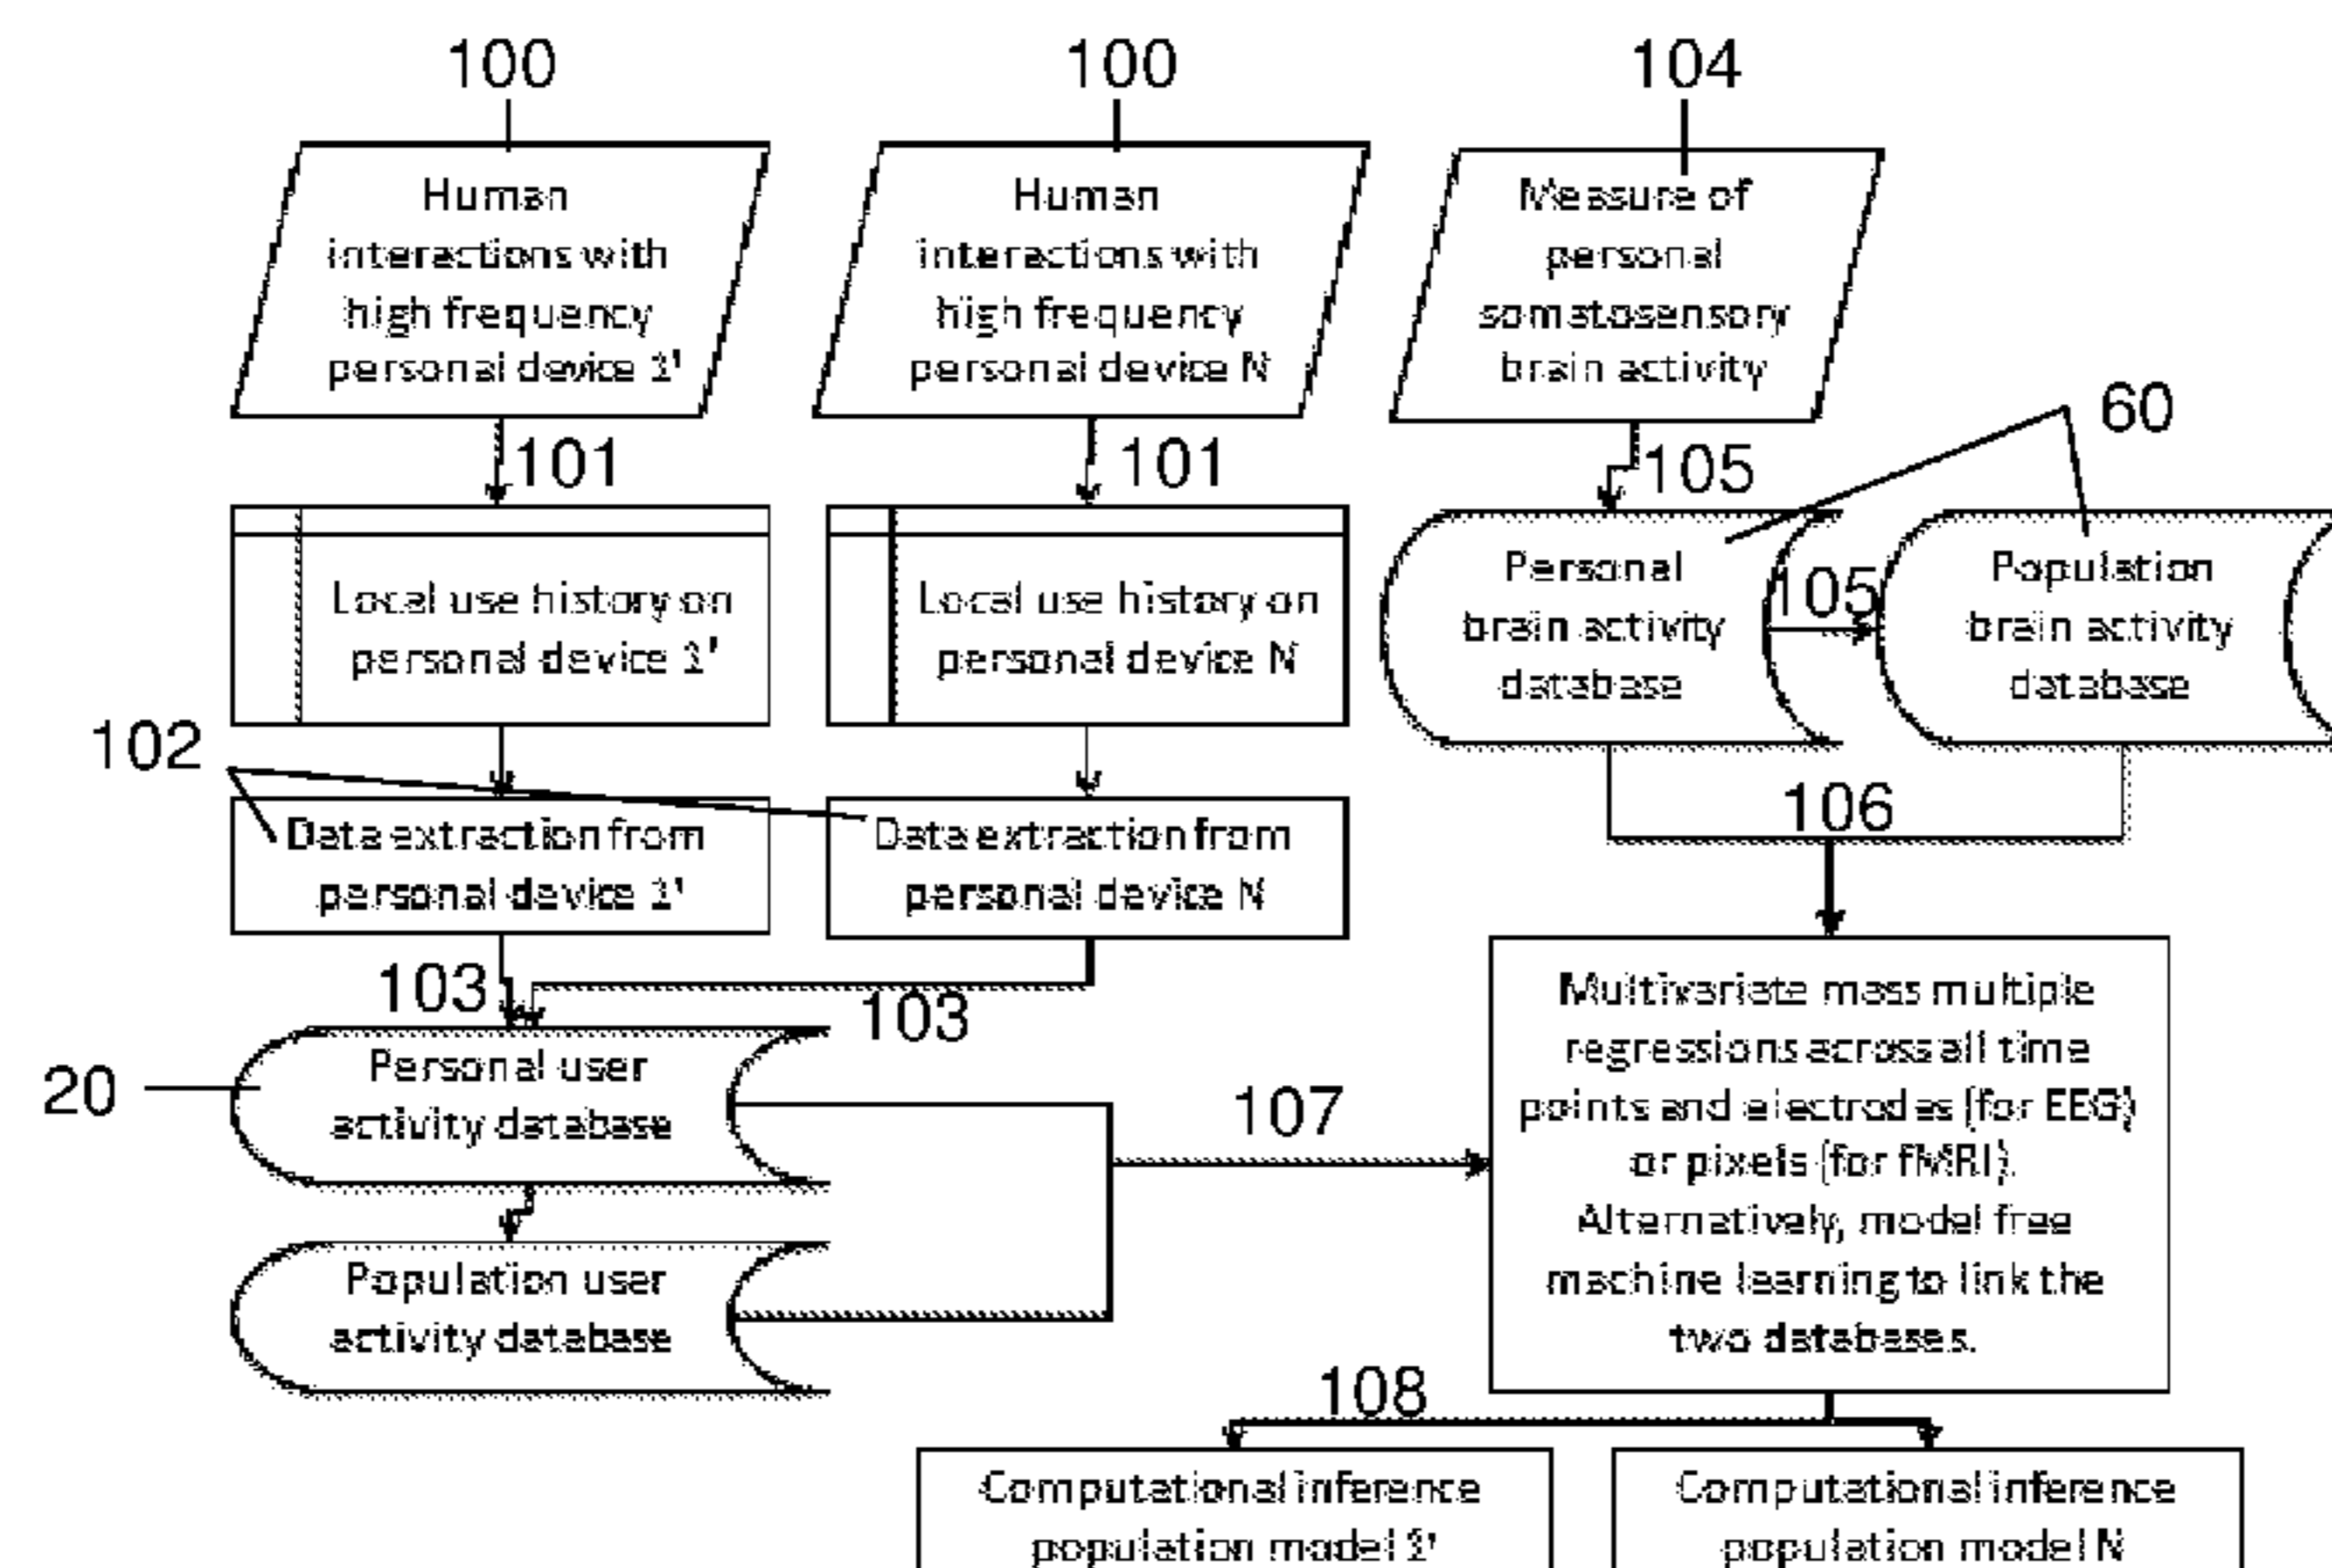 100
100
104
Human
interactions with
high frequency
personal device 1'
Human
interactions with
high frequency
personal device N
Measure of
personal
somatosensory
brain activity
60
101
101
105
Local use history on
personal device 1'
Local use history on
personal device N
Personal
brain activity
database
105
Population
brain activity
database
102
Data extraction from
personal device 1'
Data extraction from
personal device N
106
103
103
20
Personal user
activity database
107
Population user
activity database
Multivariate mass multiple
regressions across all time
points and electrodes (for EEG)
or pixels (for fMRI).
Alternatively, model free
machine learning to link the
two databases.
108
Computational inference
population model 1'
Computational inference
population model N